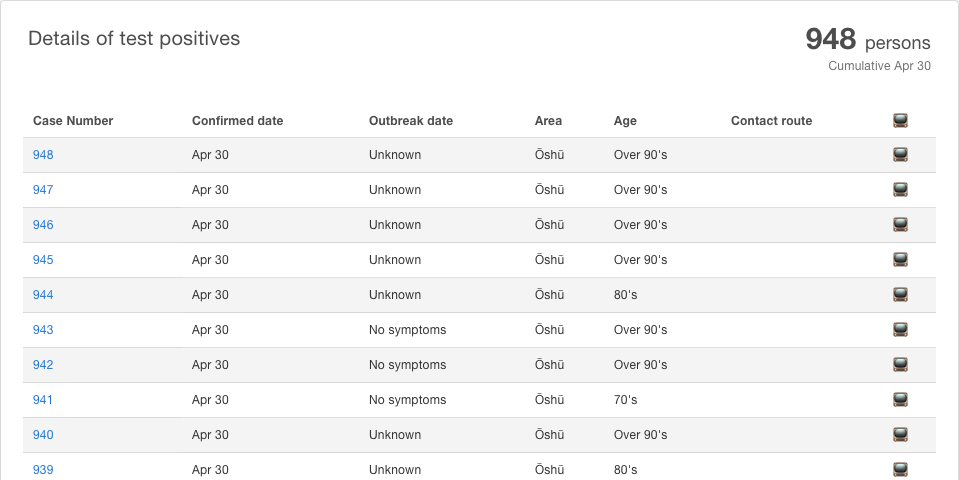 Details of test positives
948 persons
Cumulative Apr 30
Case Number Confirmed date Outbreak date Area Age Contact route
948 Apr 30 Unknown Ōshū Over 90's
947 Apr 30 Unknown Ōshū Over 90's
946 Apr 30 Unknown Ōshū Over 90's
945 Apr 30 Unknown Ōshū Over 90's
944 Apr 30 Unknown Ōshū 80's
943 Apr 30 No symptoms Ōshū Over 90's
942 Apr 30 No symptoms Ōshū Over 90's
941 Apr 30 No symptoms Ōshū 70's
940 Apr 30 Unknown Ōshū Over 90's
939 Apr 30 Unknown Ōshū 80's